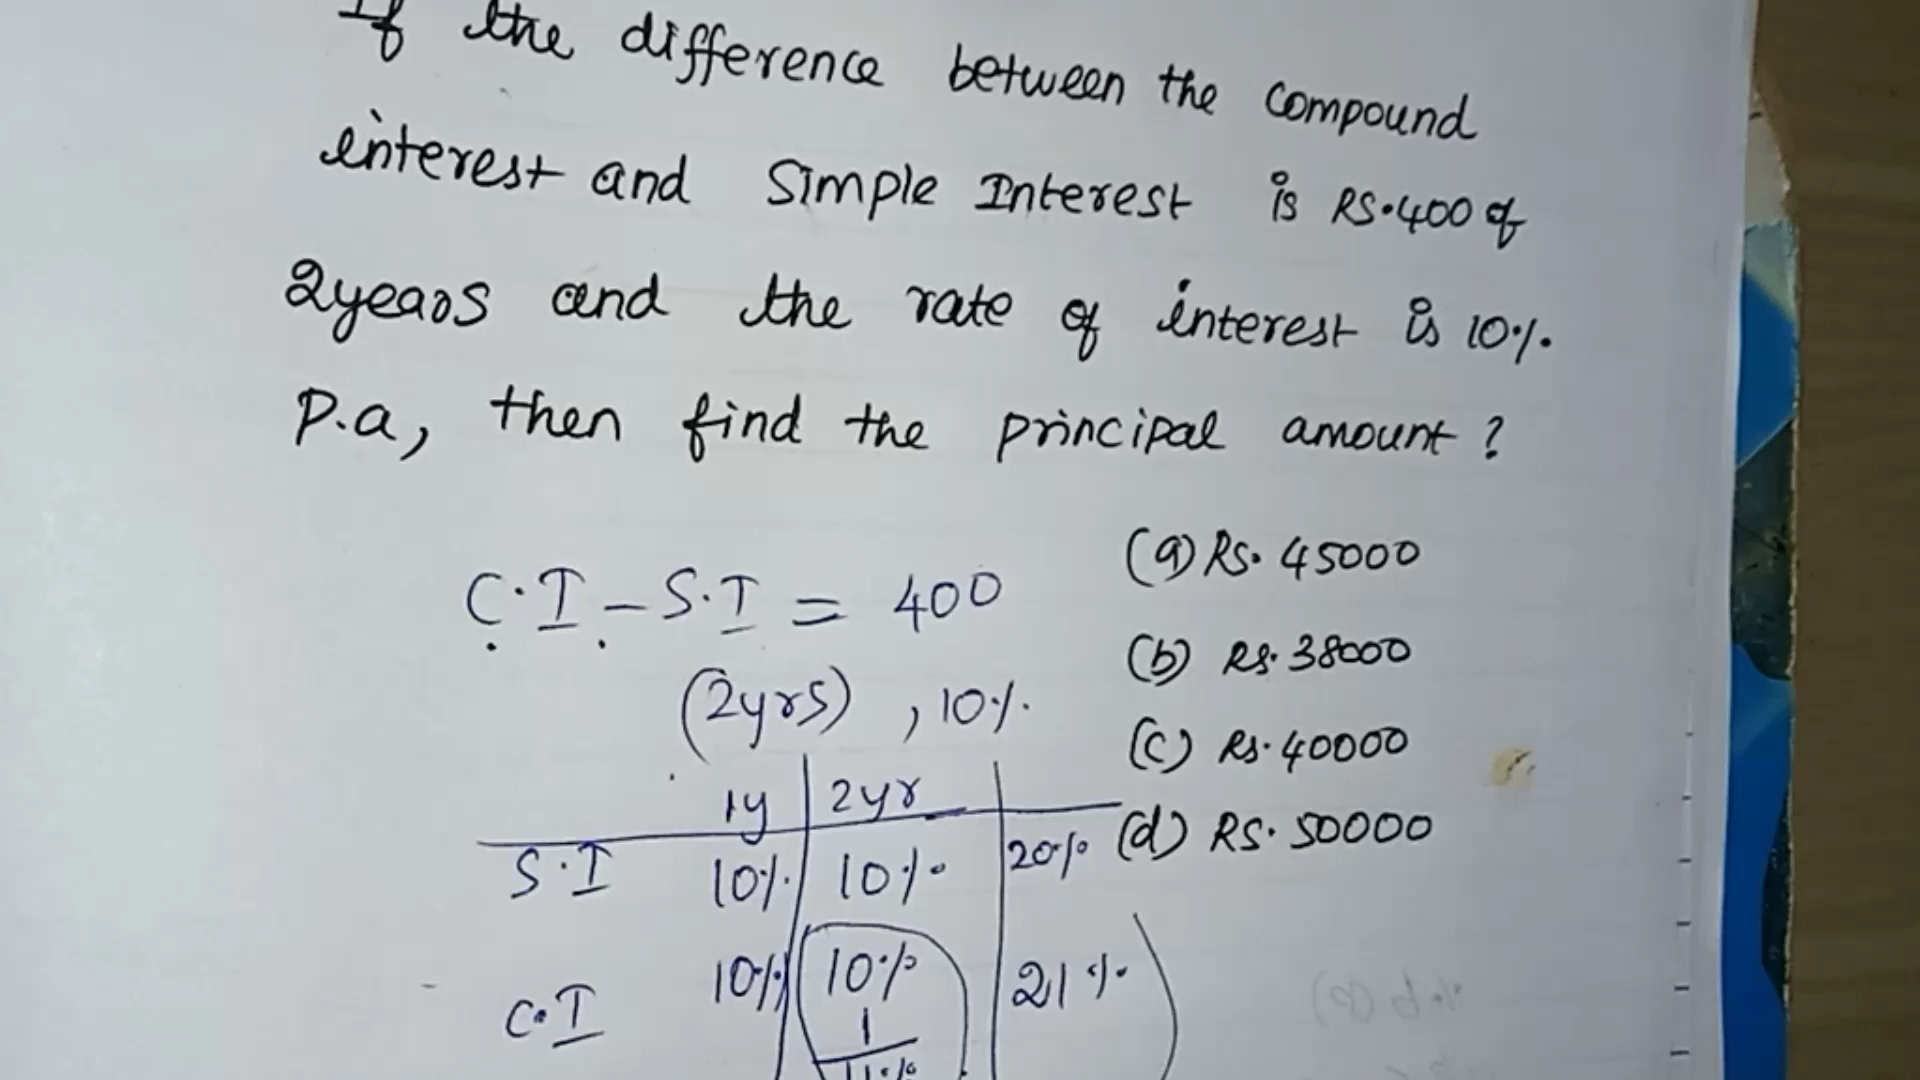 If the difference between the compound
interest and Simple Interest is RS.400 of
2years and the rate of interest is 10%.
P.a, then find the principal amount?
C.I - S.I = 400
(2yrs), 10%.
(a) RS. 45000
(b) RS. 38000
(c) RS. 40000
(d) RS. 50000
1y 2yr
S.I 10% 10% 20%
C.I 10% 10% 21%
1
11%